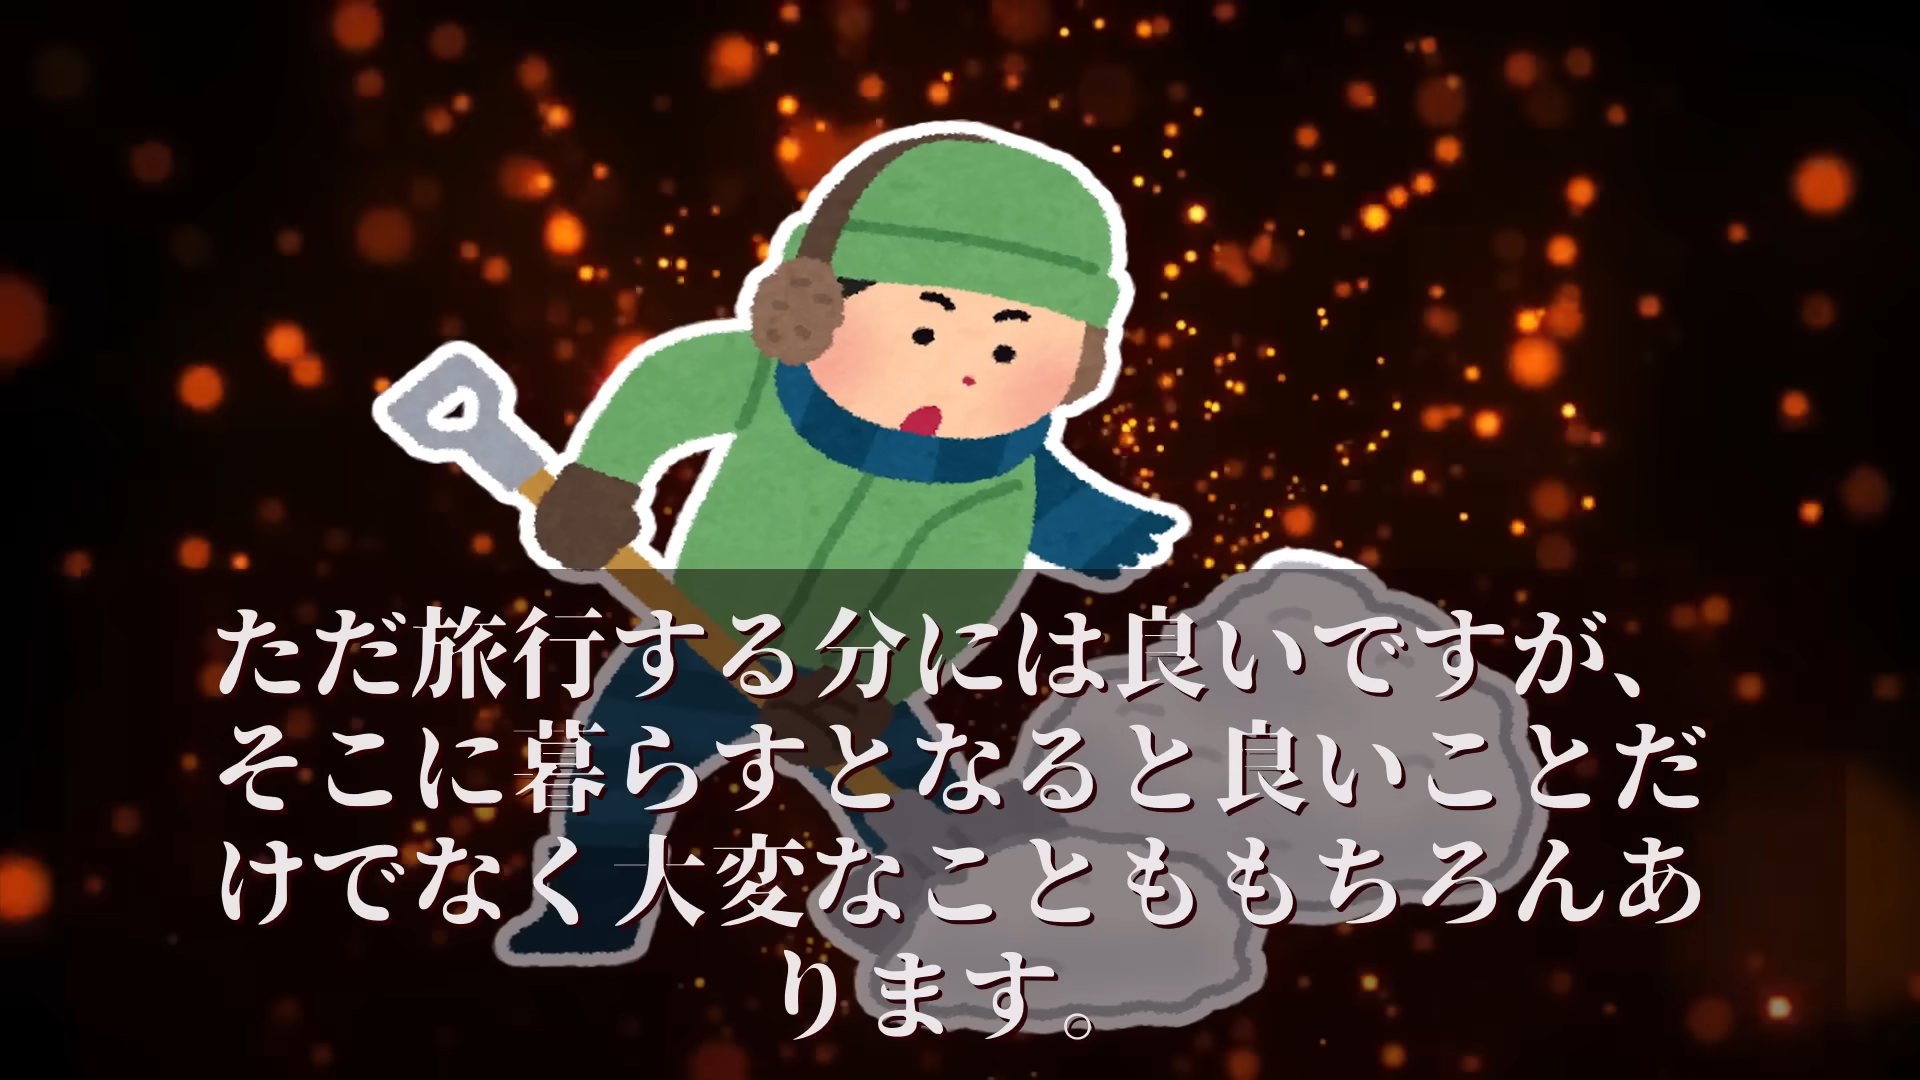 ただ旅行する分には良いですが、
そこに暮らすとなると良いことだ
けでなく大変なことももちろんあ
ります。